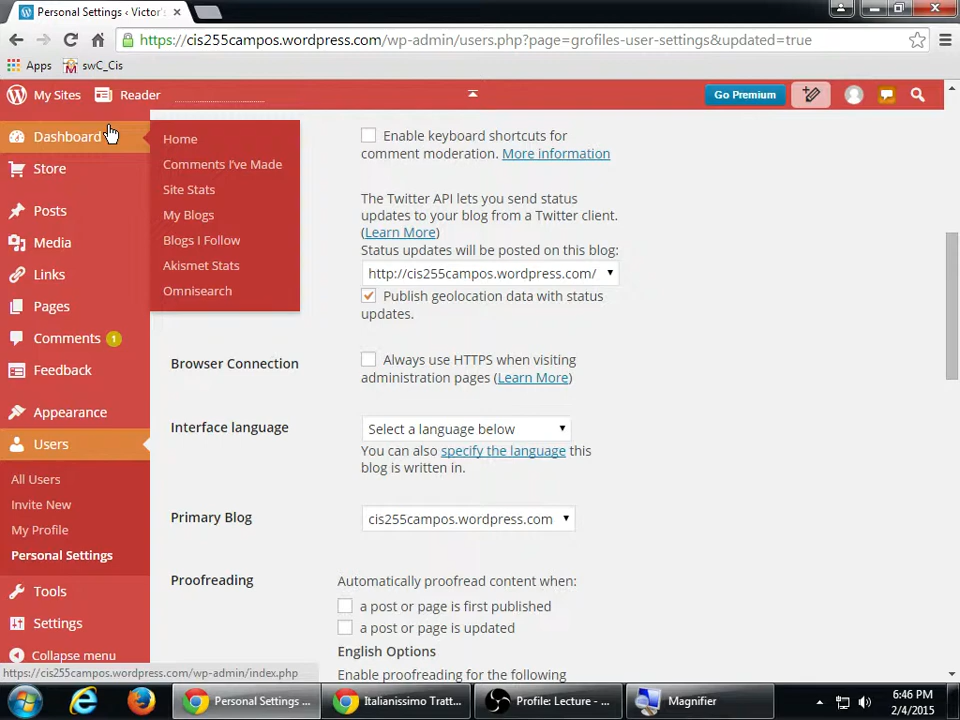 Personal Settings ‹ Victor's
https://cis255campos.wordpress.com/wp-admin/users.php?page=grofiles-user-settings&updated=true
Apps
swC_Cis
My Sites
Reader
Go Premium
Dashboard
Store
Posts
Media
Links
Pages
Comments 1
Feedback
Appearance
Users
All Users
Invite New
My Profile
Personal Settings
Tools
Settings
Collapse menu
Home
Comments I've Made
Site Stats
My Blogs
Blogs I Follow
Akismet Stats
Omnisearch
Enable keyboard shortcuts for
comment moderation. More information
The Twitter API lets you send status
updates to your blog from a Twitter client.
(Learn More)
Status updates will be posted on this blog:
http://cis255campos.wordpress.com/
Publish geolocation data with status
updates.
Browser Connection
Always use HTTPS when visiting
administration pages (Learn More)
Interface language
Select a language below
You can also specify the language this
blog is written in.
Primary Blog
cis255campos.wordpress.com
Proofreading
Automatically proofread content when:
a post or page is first published
a post or page is updated
English Options
Enable proofreading for the following
https://cis255campos.wordpress.com/wp-admin/index.php
Personal Settings ...
Italianissimo Tratt...
Profile: Lecture - ...
Magnifier
6:46 PM
2/4/2015